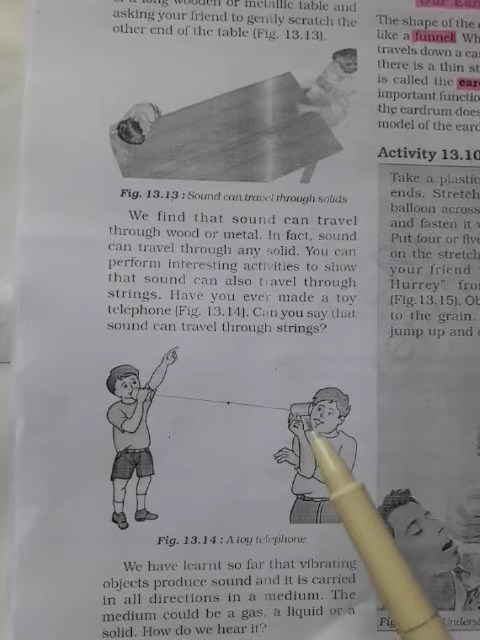 of a long wooden or metallic table and
asking your friend to gently scratch the
other end of the table (Fig. 13.13).
Fig. 13.13 : Sound can travel through solids
We find that sound can travel
through wood or metal. In fact, sound
can travel through any solid. You can
perform interesting activities to show
that sound can also travel through
strings. Have you ever made a toy
telephone (Fig. 13.14). Can you say that
sound can travel through strings?
Fig. 13.14 : A toy telephone
We have learnt so far that vibrating
objects produce sound and it is carried
in all directions in a medium. The
medium could be a gas, a liquid or a
solid. How do we hear it?
Our Ear
The shape of the
like a funnel. Wh
travels down a ca
there is a thin st
is called the ear
important functio
the eardrum does
model of the eard
Activity 13.10
Take a plastic
ends. Stretch
balloon across
and fasten it
Put four or five
on the stretch
your friend
Hurrey" fro
(Fig. 13.15). Ob
to the grain.
jump up and
Fig